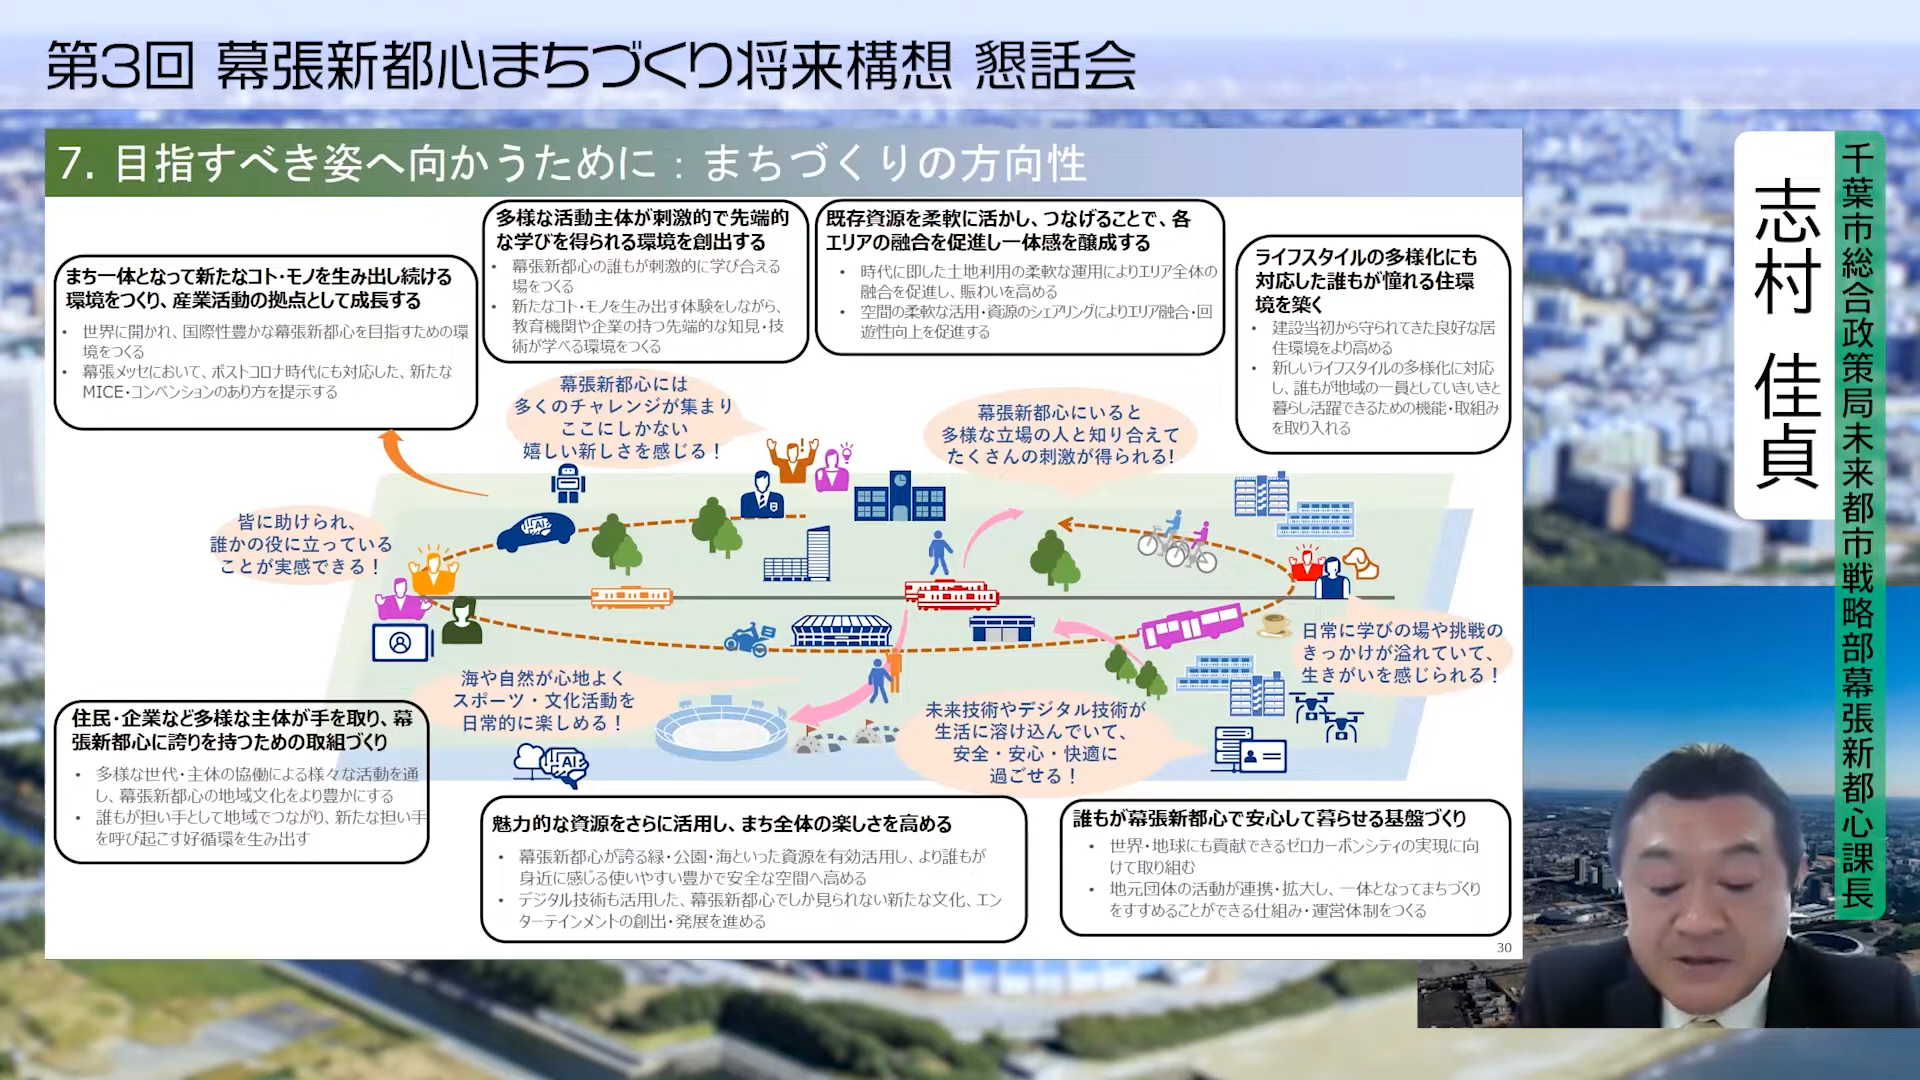 第3回 幕張新都心まちづくり将来構想 懇話会
7. 目指すべき姿へ向かうために：まちづくりの方向性
まち一体となって新たなコト・モノを生み出し続ける
環境をつくり、産業活動の拠点として成長する
• 世界に開かれ、国際性豊かな幕張新都心を目指すための環
境をつくる
• 幕張メッセにおいて、ポストコロナ時代にも対応した、新たな
MICE・コンベンションのあり方を提示する
多様な活動主体が刺激的で先端的
な学びを得られる環境を創出する
• 幕張新都心の誰もが刺激的に学び合える
場をつくる
• 新たなコト・モノを生み出す体験をしながら、
教育機関や企業の持つ先端的な知見・技
術が学べる環境をつくる
既存資源を柔軟に活かし、つなげることで、各
エリアの融合を促進し一体感を醸成する
• 時代に即した土地利用の柔軟な運用によりエリア全体の
融合を促進し、賑わいを高める
• 空間の柔軟な活用・資源のシェアリングによりエリア融合・回
遊性向上を促進する
ライフスタイルの多様化にも
対応した誰もが憧れる住環
境を築く
• 建設当初から守られてきた良好な居
住環境をより高める
• 新しいライフスタイルの多様化に対応
し、誰もが地域の一員としていきいきと
暮らし活躍できるための機能・取組み
を取り入れる
幕張新都心には
多くのチャレンジが集まり
ここにしかない
嬉しい新しさを感じる！
幕張新都心にいると
多様な立場の人と知り合えて
たくさんの刺激が得られる!
皆に助けられ、
誰かの役に立っている
ことが実感できる！
AI
日常に学びの場や挑戦の
きっかけが溢れていて、
生きがいを感じられる！
海や自然が心地よく
スポーツ・文化活動を
日常的に楽しめる！
未来技術やデジタル技術が
生活に溶け込んでいて、
安全・安心・快適に
過ごせる！
AI
住民・企業など多様な主体が手を取り、幕
張新都心に誇りを持つための取組づくり
• 多様な世代・主体の協働による様々な活動を通
し、幕張新都心の地域文化をより豊かにする
• 誰もが担い手として地域でつながり、新たな担い手
を呼び起こす好循環を生み出す
魅力的な資源をさらに活用し、まち全体の楽しさを高める
• 幕張新都心が誇る緑・公園・海といった資源を有効活用し、より誰もが
身近に感じる使いやすい豊かで安全な空間へ高める
• デジタル技術も活用した、幕張新都心でしか見られない新たな文化、エン
ターテインメントの創出・発展を進める
誰もが幕張新都心で安心して暮らせる基盤づくり
• 世界・地球にも貢献できるゼロカーボンシティの実現に向
けて取り組む
• 地元団体の活動が連携・拡大し、一体となってまちづくり
をすすめることができる仕組み・運営体制をつくる
30
千葉市総合政策局未来都市戦略部幕張新都心課長
志村 佳貞